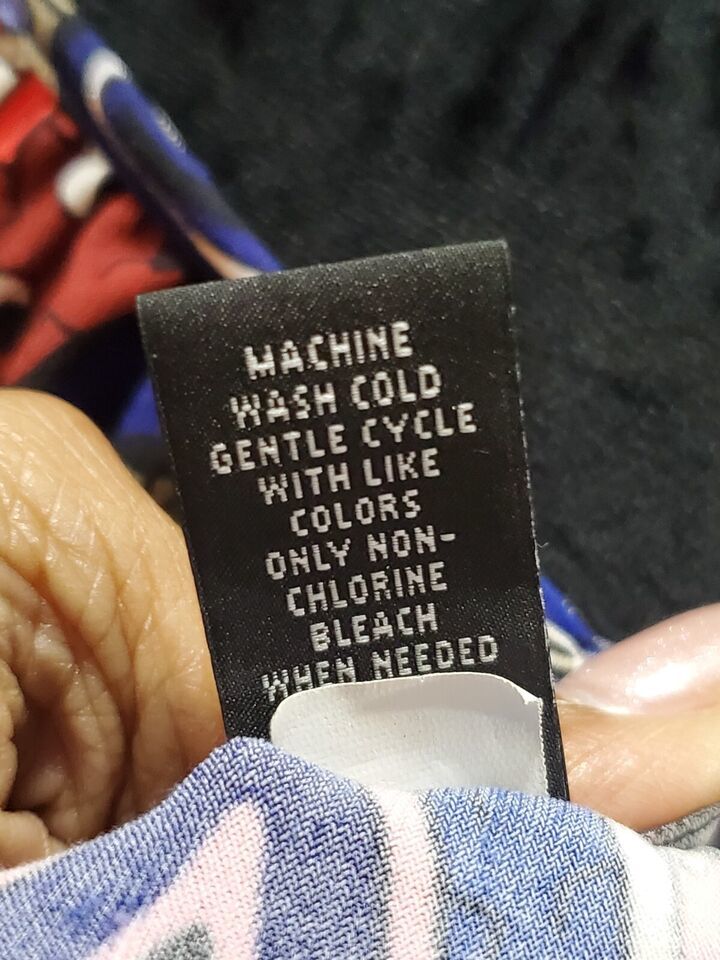 MACHINE
WASH COLD
GENTLE CYCLE
WITH LIKE
COLORS
ONLY NON-
CHLORINE
BLEACH
WHEN NEEDED